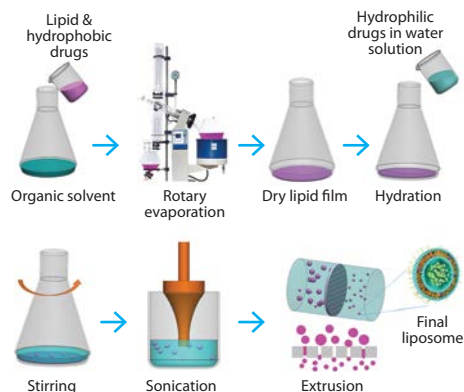 Lipid &
hydrophobic
drugs
Hydrophilic
drugs in water
solution
Organic solvent
Rotary
evaporation
Dry lipid film
Hydration
Stirring
Sonication
Extrusion
Final
liposome